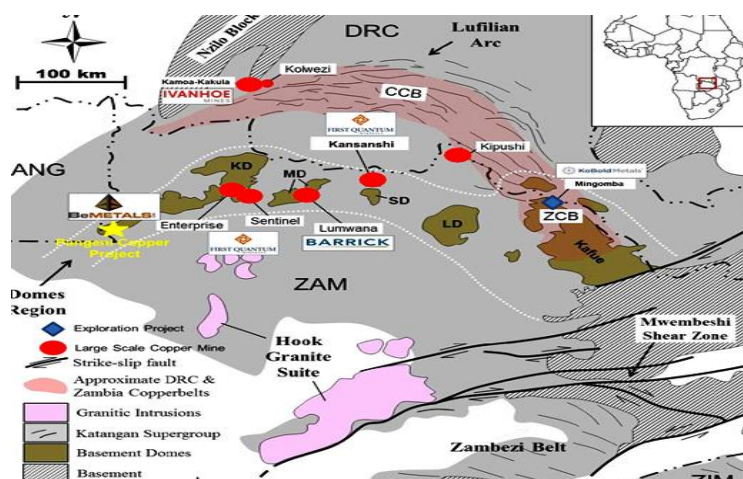 DRC
Lufilian
Arc
Nzilo Block
100 km
Kamoa-Kakula
Kolwezi
IVANHOE
MINES
CCB
FIRST QUANTUM
Kansanshi
Kipushi
KoBold Metals
Mingomba
ANG
KD
MD
SD
ZCB
BEMETALS
Pangeni Copper
Project
Enterprise
Sentinel
Lumwana
BARRICK
LD
Kafue
FIRST QUANTUM
Domes
Region
ZAM
Exploration Project
Large Scale Copper Mine
Strike-slip fault
Approximate DRC &
Zambia Copperbelts
Granitic Intrusions
Katangan Supergroup
Basement Domes
Basement
Hook
Granite
Suite
Mwembeshi
Shear Zone
Zambezi Belt
ZIM